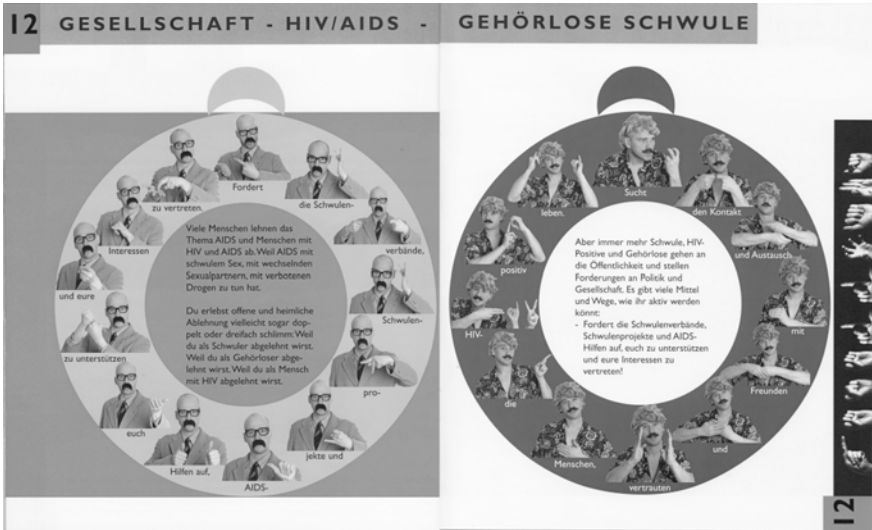 12 GESELLSCHAFT - HIV/AIDS -
GEHÖRLOSE SCHWULE
Fordert
die Schwulen-
verbände,
Schwulen-
pro-
jekte und
AIDS-
Hilfen auf,
euch
zu unterstützen
und eure
Interessen
zu vertreten.
Viele Menschen lehnen das
Thema AIDS und Menschen mit
HIV und AIDS ab. Weil AIDS mit
schwulem Sex, mit wechselnden
Sexualpartnern, mit verbotenen
Drogen zu tun hat.
Du erlebst offene und heimliche
Ablehnung vielleicht sogar dop-
pelt oder dreifach schlimm: Weil
du als Schwuler abgelehnt wirst.
Weil du als Gehörloser abge-
lehnt wirst. Weil du als Mensch
mit HIV abgelehnt wirst.
Sucht
den Kontakt
und Austausch
mit
Freunden
und
vertrauten
Menschen,
die
HIV-
positiv
leben.
Aber immer mehr Schwule, HIV-
Positive und Gehörlose gehen an
die Öffentlichkeit und stellen
Forderungen an Politik und
Gesellschaft. Es gibt viele Mittel
und Wege, wie ihr aktiv werden
könnt:
- Fordert die Schwulenverbände,
Schwulenprojekte und AIDS-
Hilfen auf, euch zu unterstützen
und eure Interessen zu
vertreten!
12